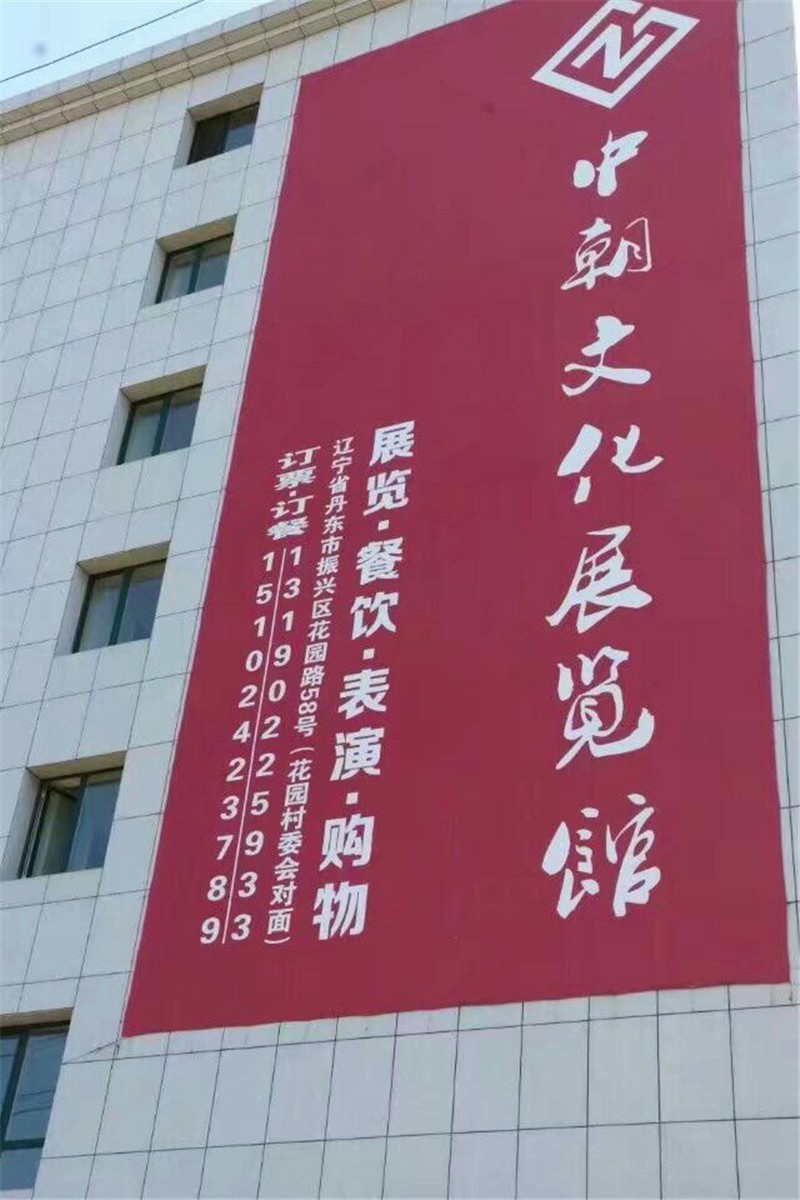 中朝文化展览馆
展览·餐饮·表演·购物
辽宁省丹东市振兴区花园路58号（花园村委会对面）
订票·订餐
13190225933
15102423789